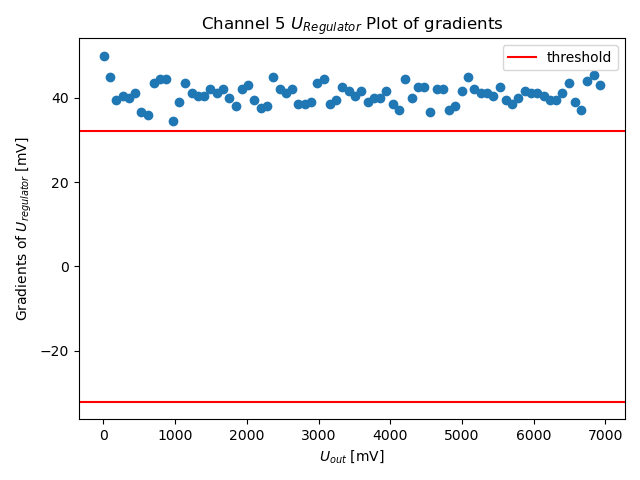 Channel 5 U_Regulator Plot of gradients
threshold
Gradients of U_regulator [mV]
40
20
0
−20
0 1000 2000 3000 4000 5000 6000 7000
U_out [mV]